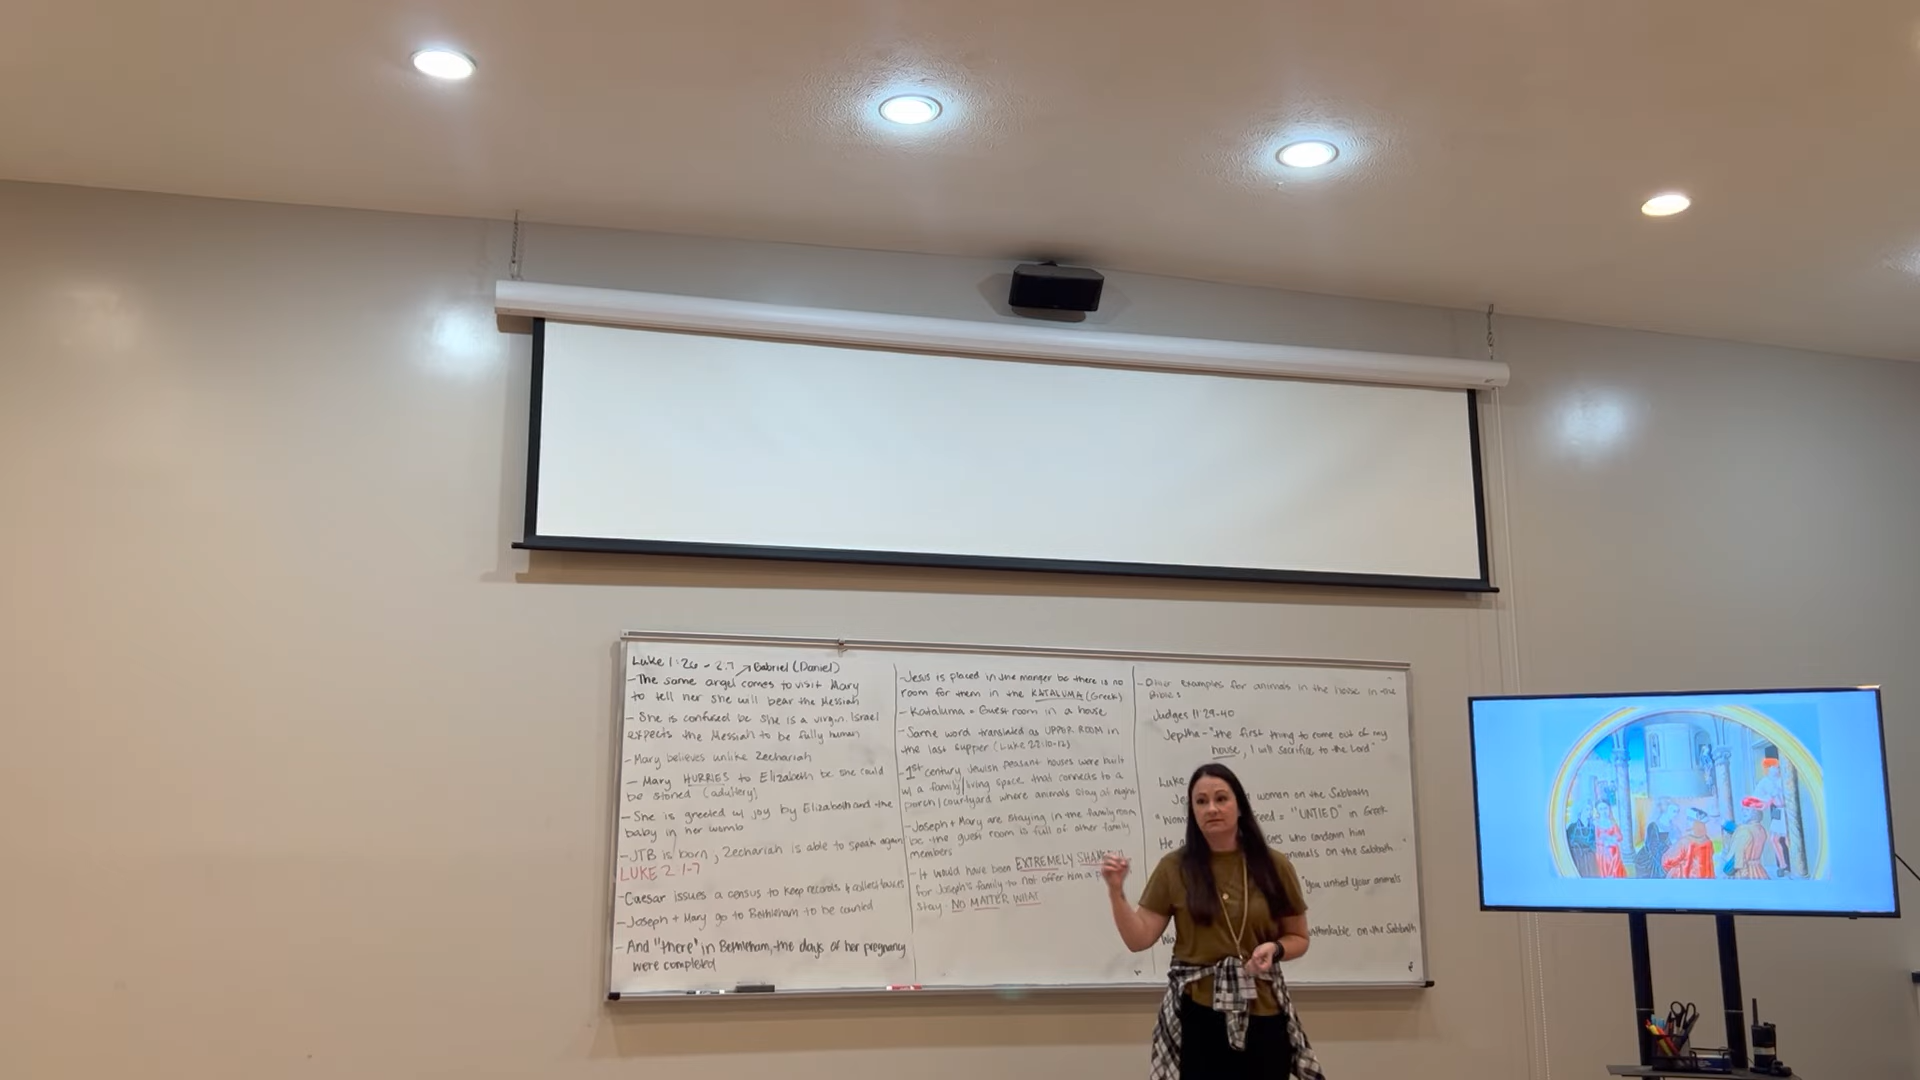 Luke 1:26 - 2:7 → Gabriel (Daniel)
- The same angel comes to visit Mary
to tell her she will bear the Messiah
- She is confused bc she is a virgin. Israel
expects the Messiah to be fully human
- Mary believes unlike Zechariah
- Mary HURRIES to Elizabeth bc she could
be stoned (adultery)
- She is greeted w/ joy by Elizabeth and the
baby in her womb
- JTB is born, Zechariah is able to speak again
LUKE 2:1-7
- Caesar issues a census to keep records & collect taxes
- Joseph + Mary go to Bethlehem to be counted
- And "there" in Bethlehem, the days of her pregnancy
were completed
- Jesus is placed in the manger bc there is no
room for them in the KATALUMA (Greek)
- Kataluma = Guest room in a house
- Same word translated as UPPER ROOM in
the last supper (Luke 22:10-12)
- 1st century Jewish peasant houses were built
w/ a family/living space that connects to a
porch/courtyard where animals stay at night
- Joseph + Mary are staying in the family room
bc the guest room is full of other family
members
- It would have been EXTREMELY
for Joseph's family to not offer him a
stay. NO MATTER WHAT
- Other examples for animals in the house in the
Bible:
Judges 11:29-40
Jeptha - "the first thing to come out of my
house, I will sacrifice to the Lord"
Luke
woman on the Sabbath
= "UNTIED" in Greek
He who condemn him
animals on the Sabbath
"You untied your animals
on the Sabbath